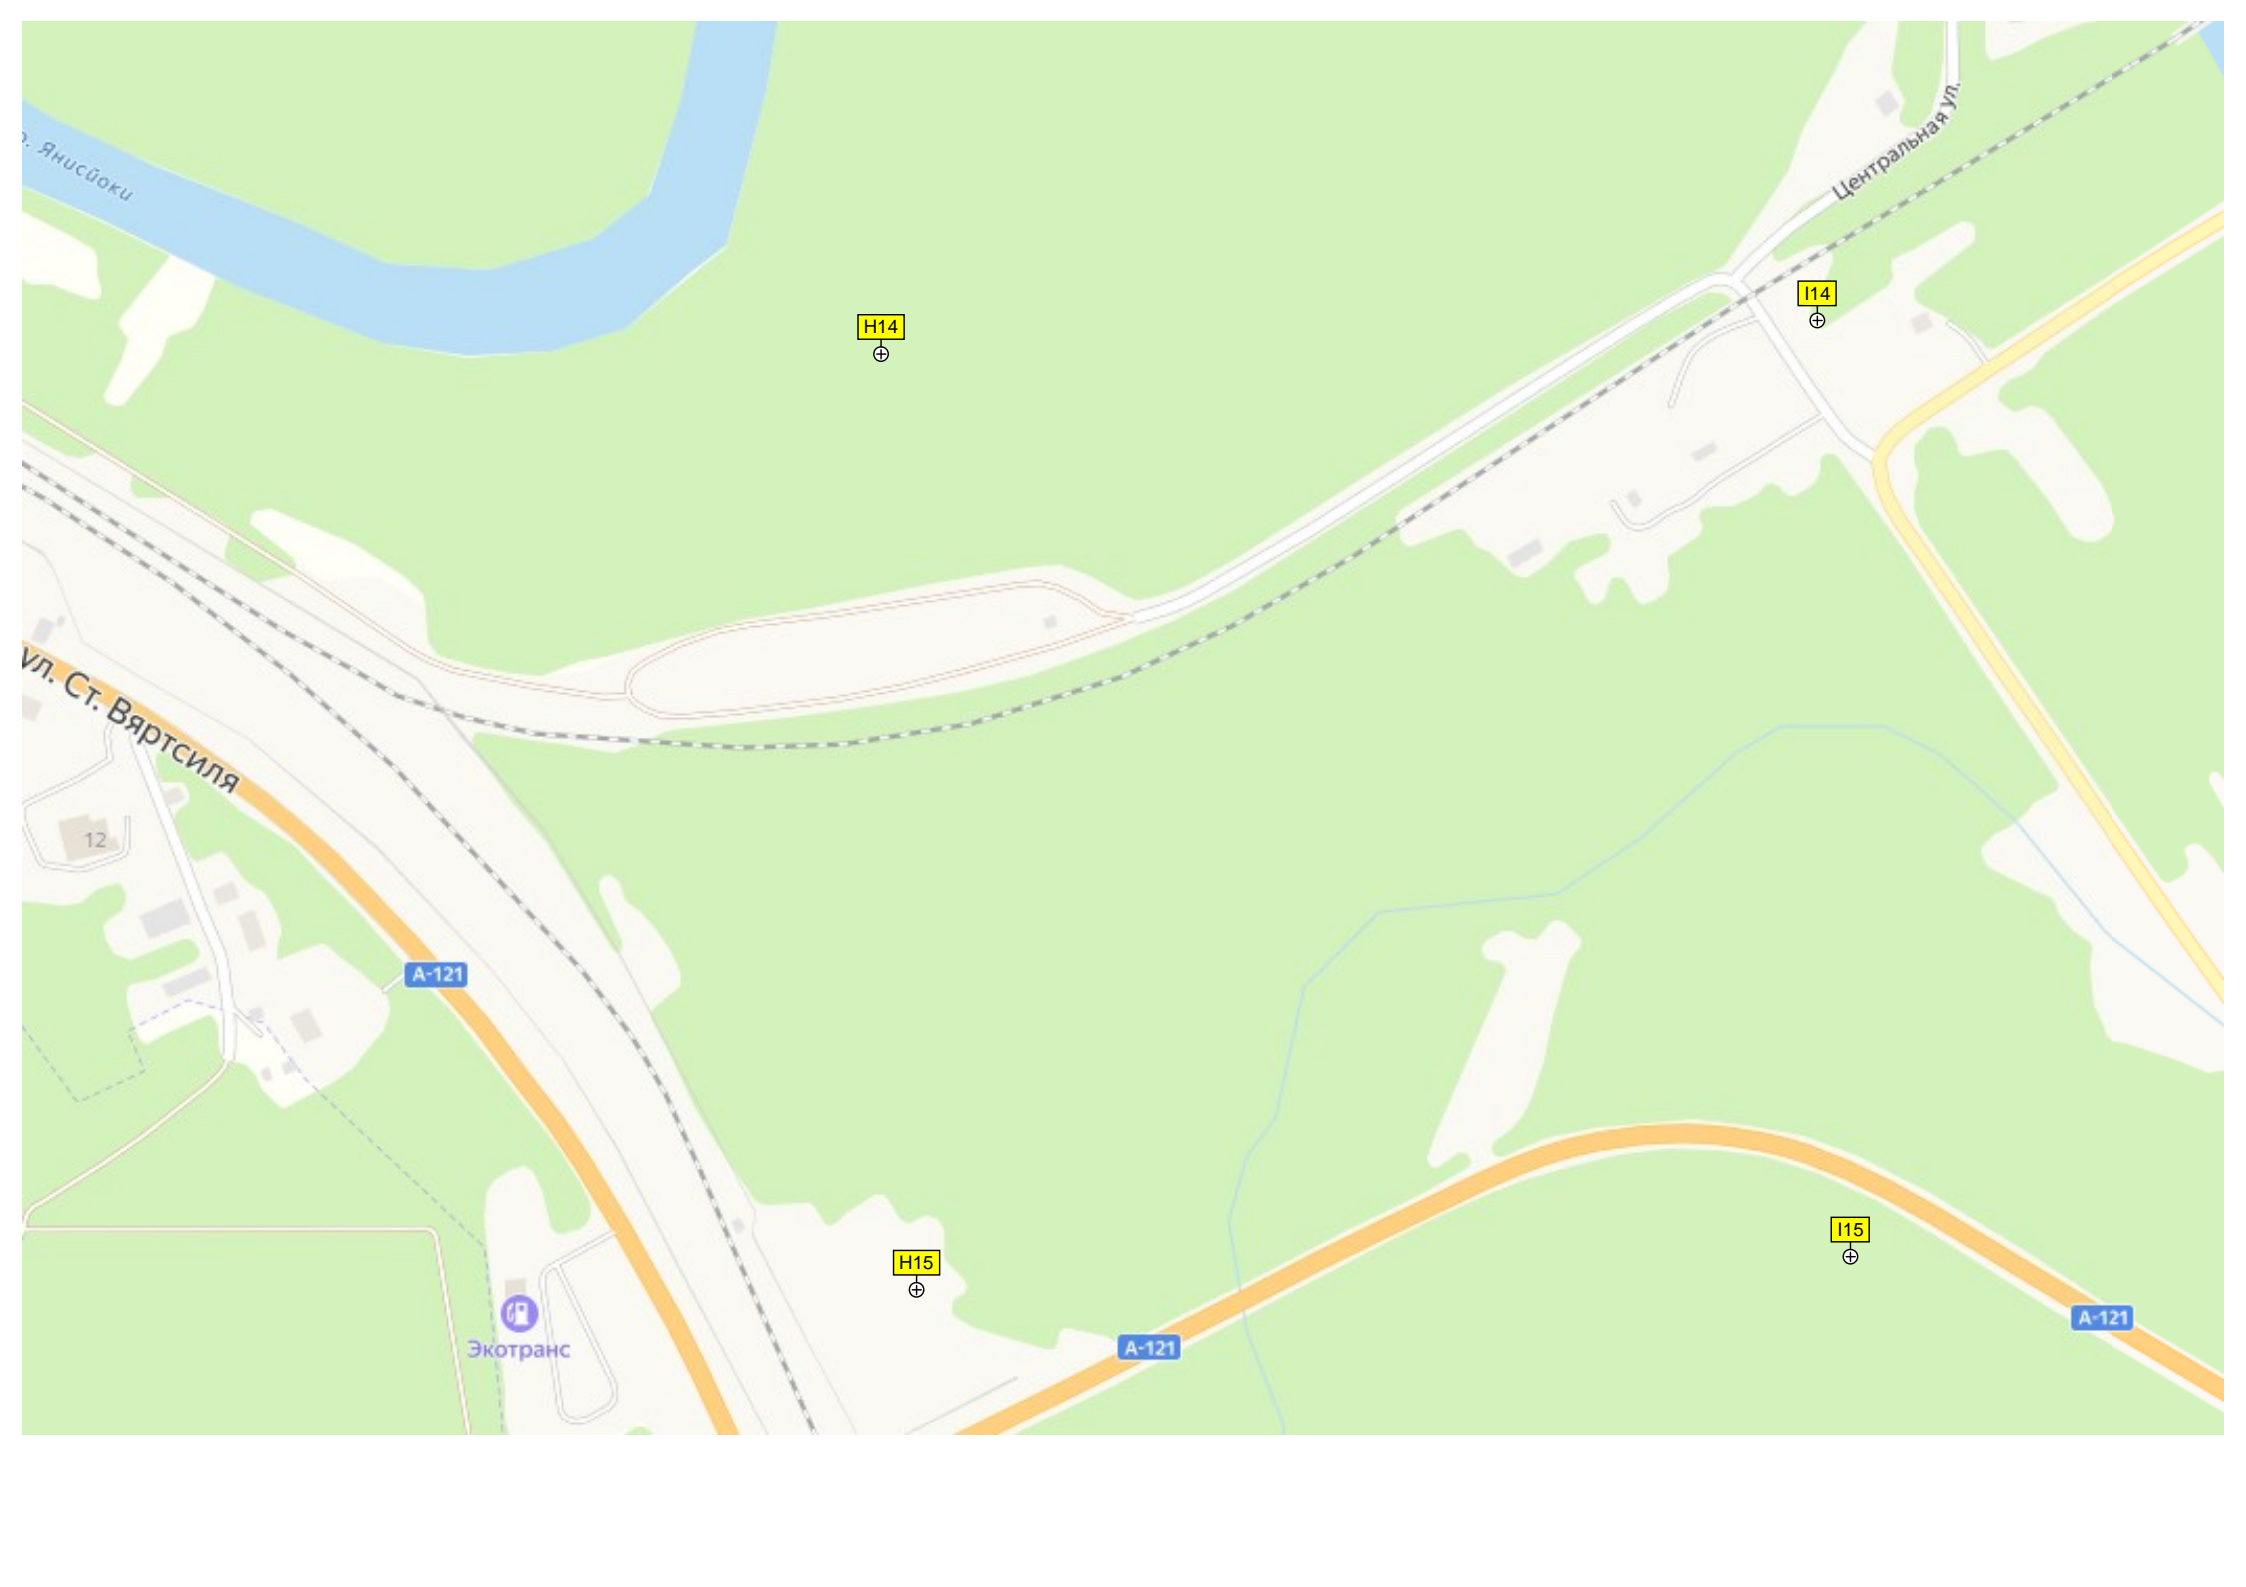 р. Янисйоки
Центральная ул.
I14
H14
ул. Ст. Вяртсиля
12
А-121
I15
H15
А-121
А-121
Экотранс